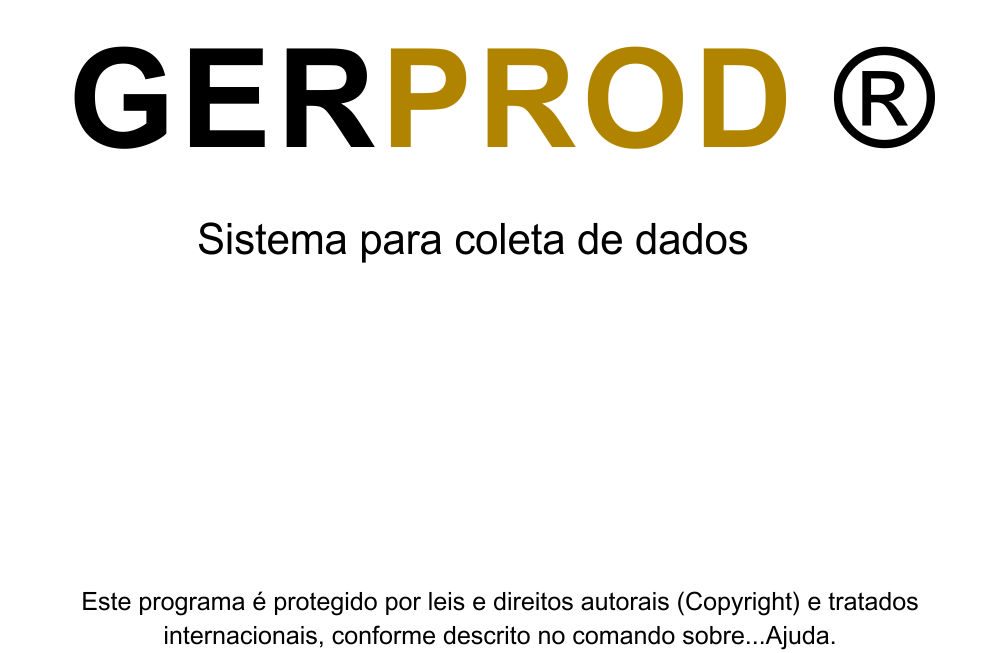 GERPROD ®
Sistema para coleta de dados
Este programa é protegido por leis e direitos autorais (Copyright) e tratados
internacionais, conforme descrito no comando sobre...Ajuda.